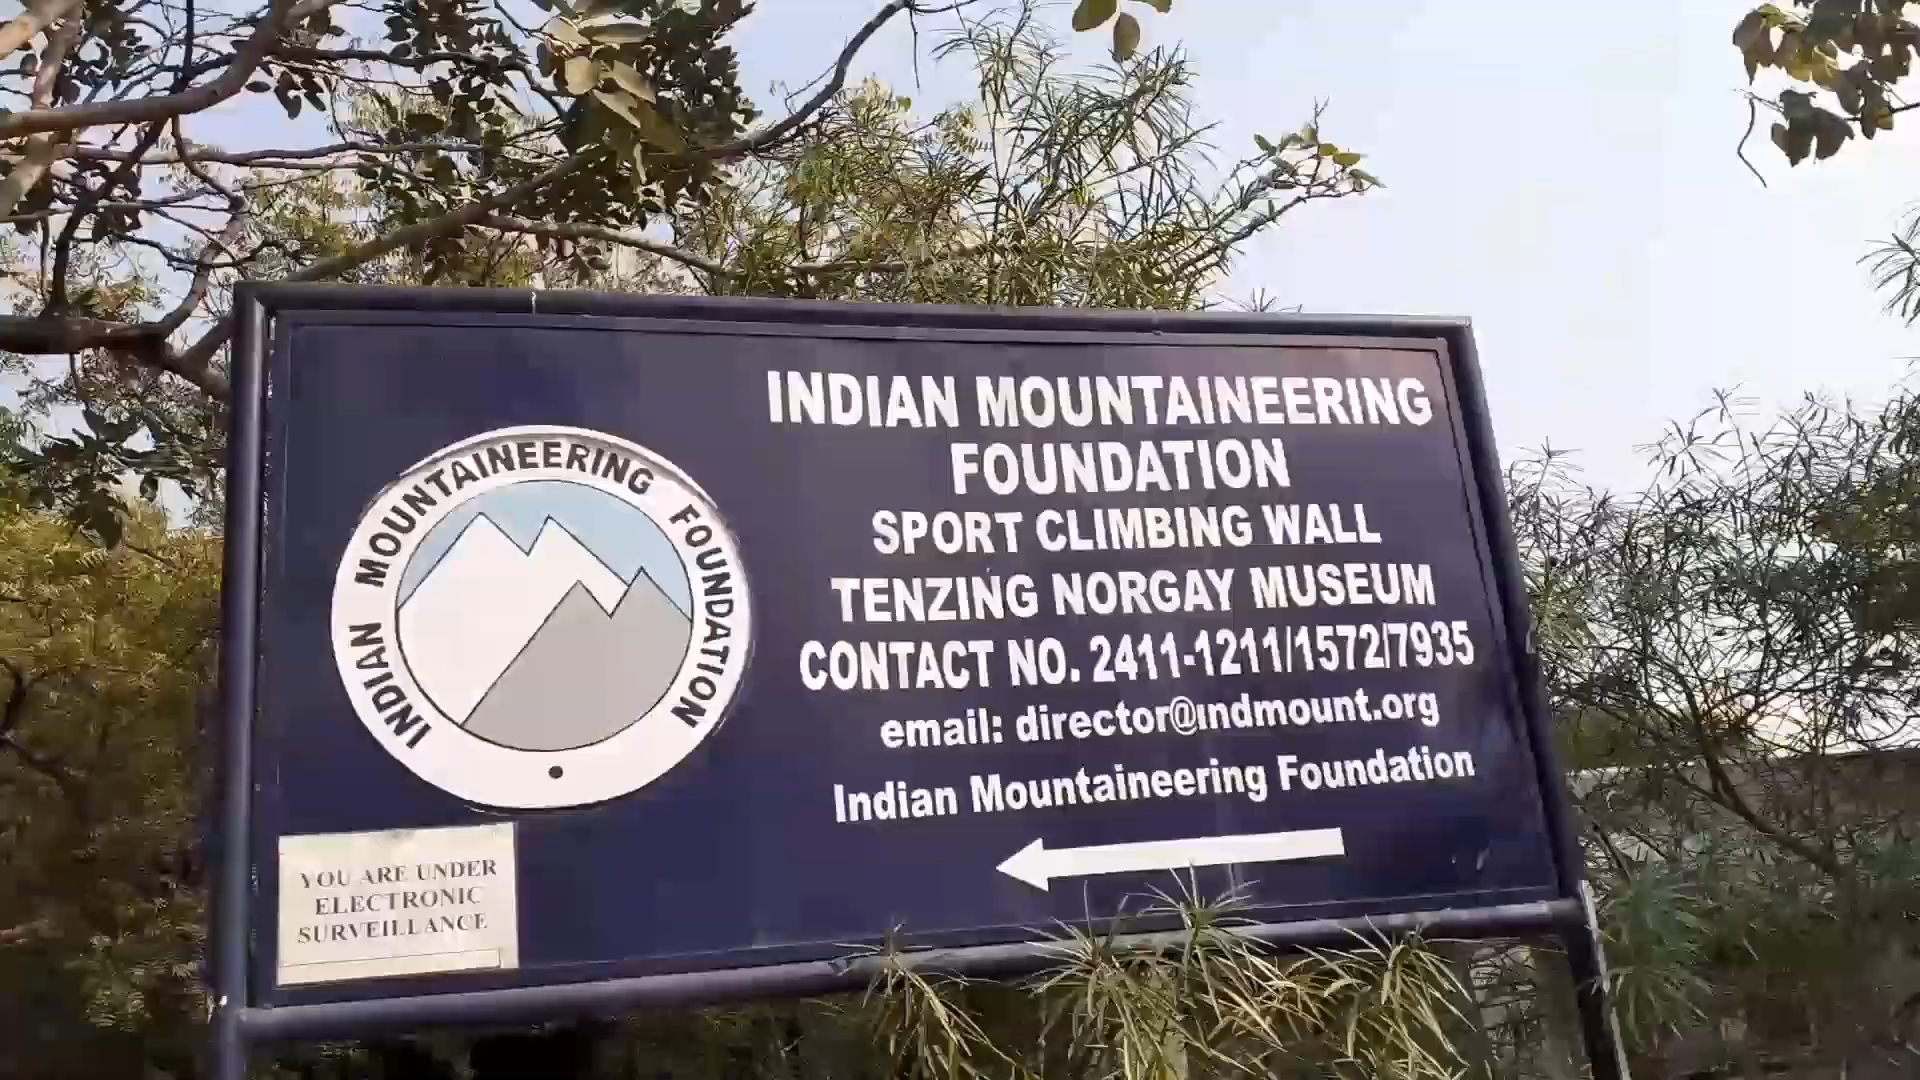 INDIAN MOUNTAINEERING
FOUNDATION
SPORT CLIMBING WALL
TENZING NORGAY MUSEUM
CONTACT NO. 2411-1211/1572/7935
email: director@indmount.org
Indian Mountaineering Foundation
INDIAN MOUNTAINEERING FOUNDATION
YOU ARE UNDER
ELECTRONIC
SURVEILLANCE